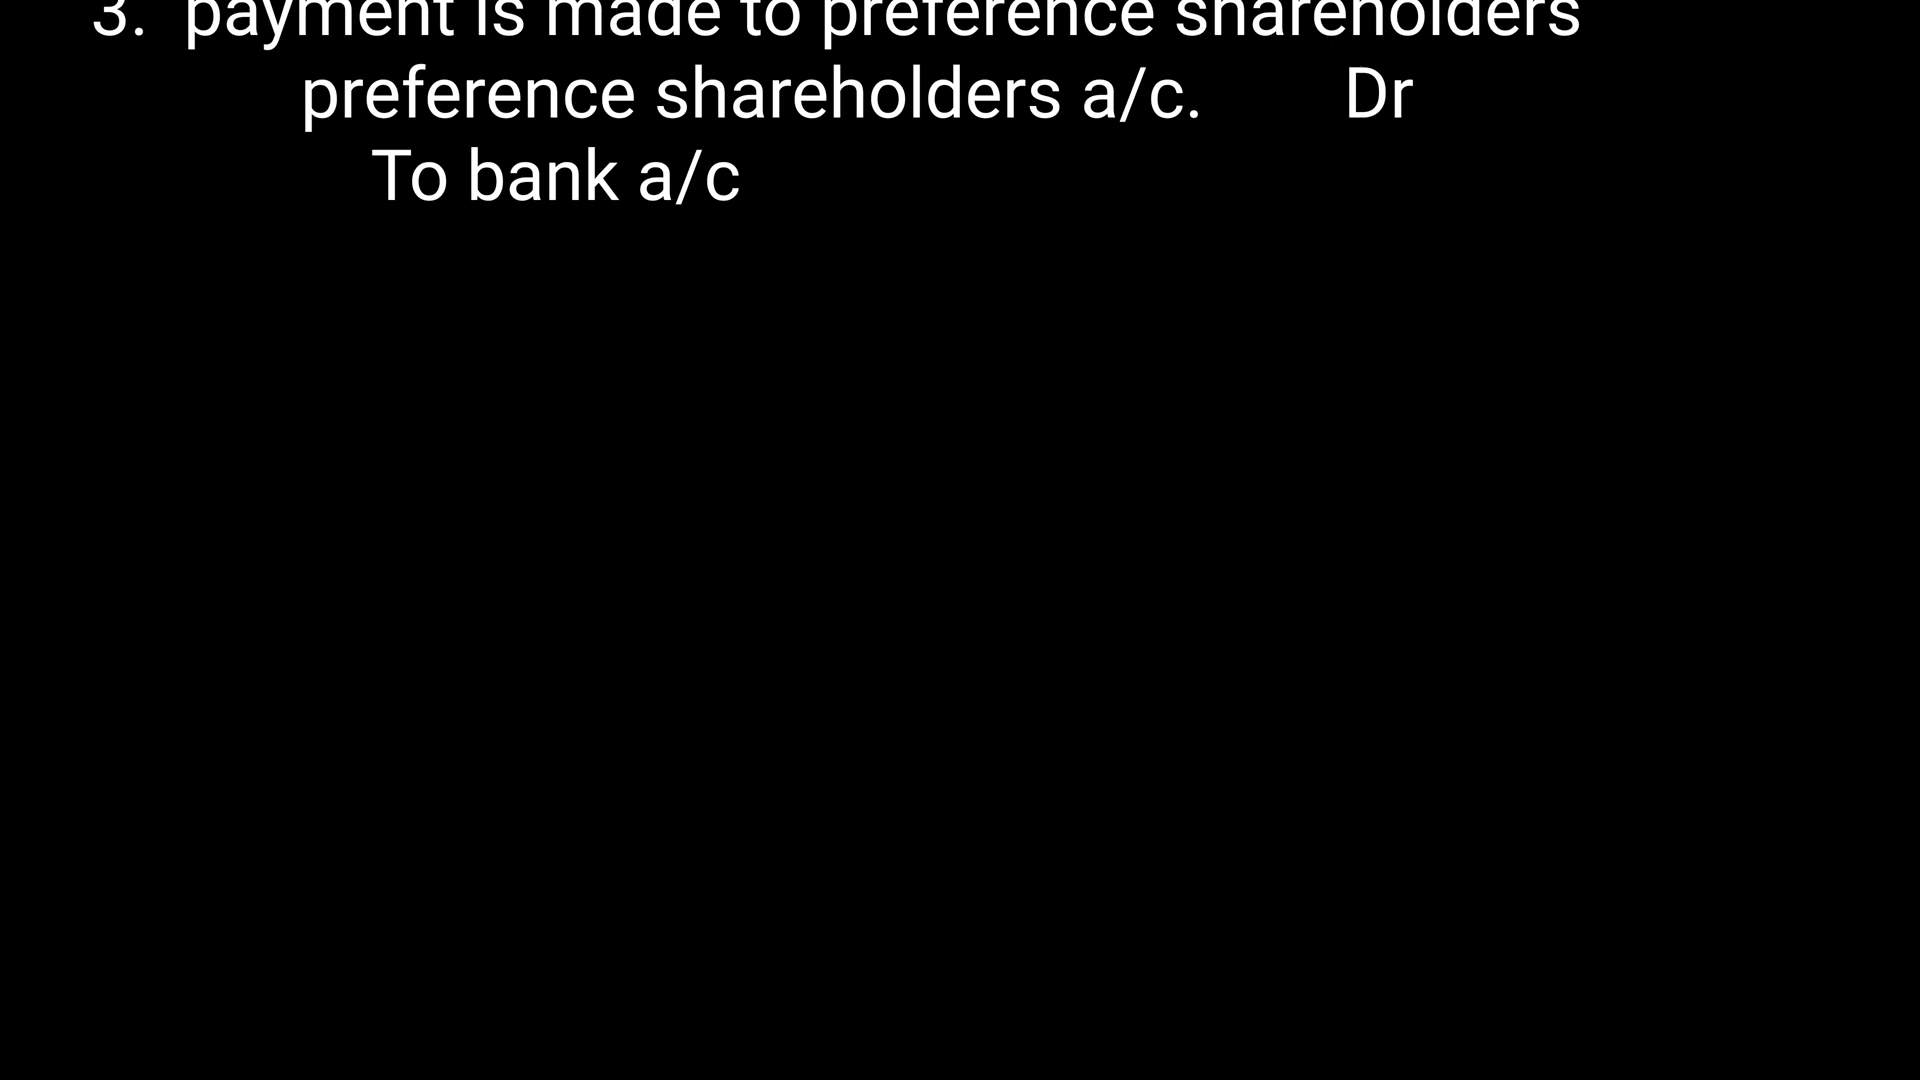 3. payment is made to preference shareholders
preference shareholders a/c. Dr
To bank a/c